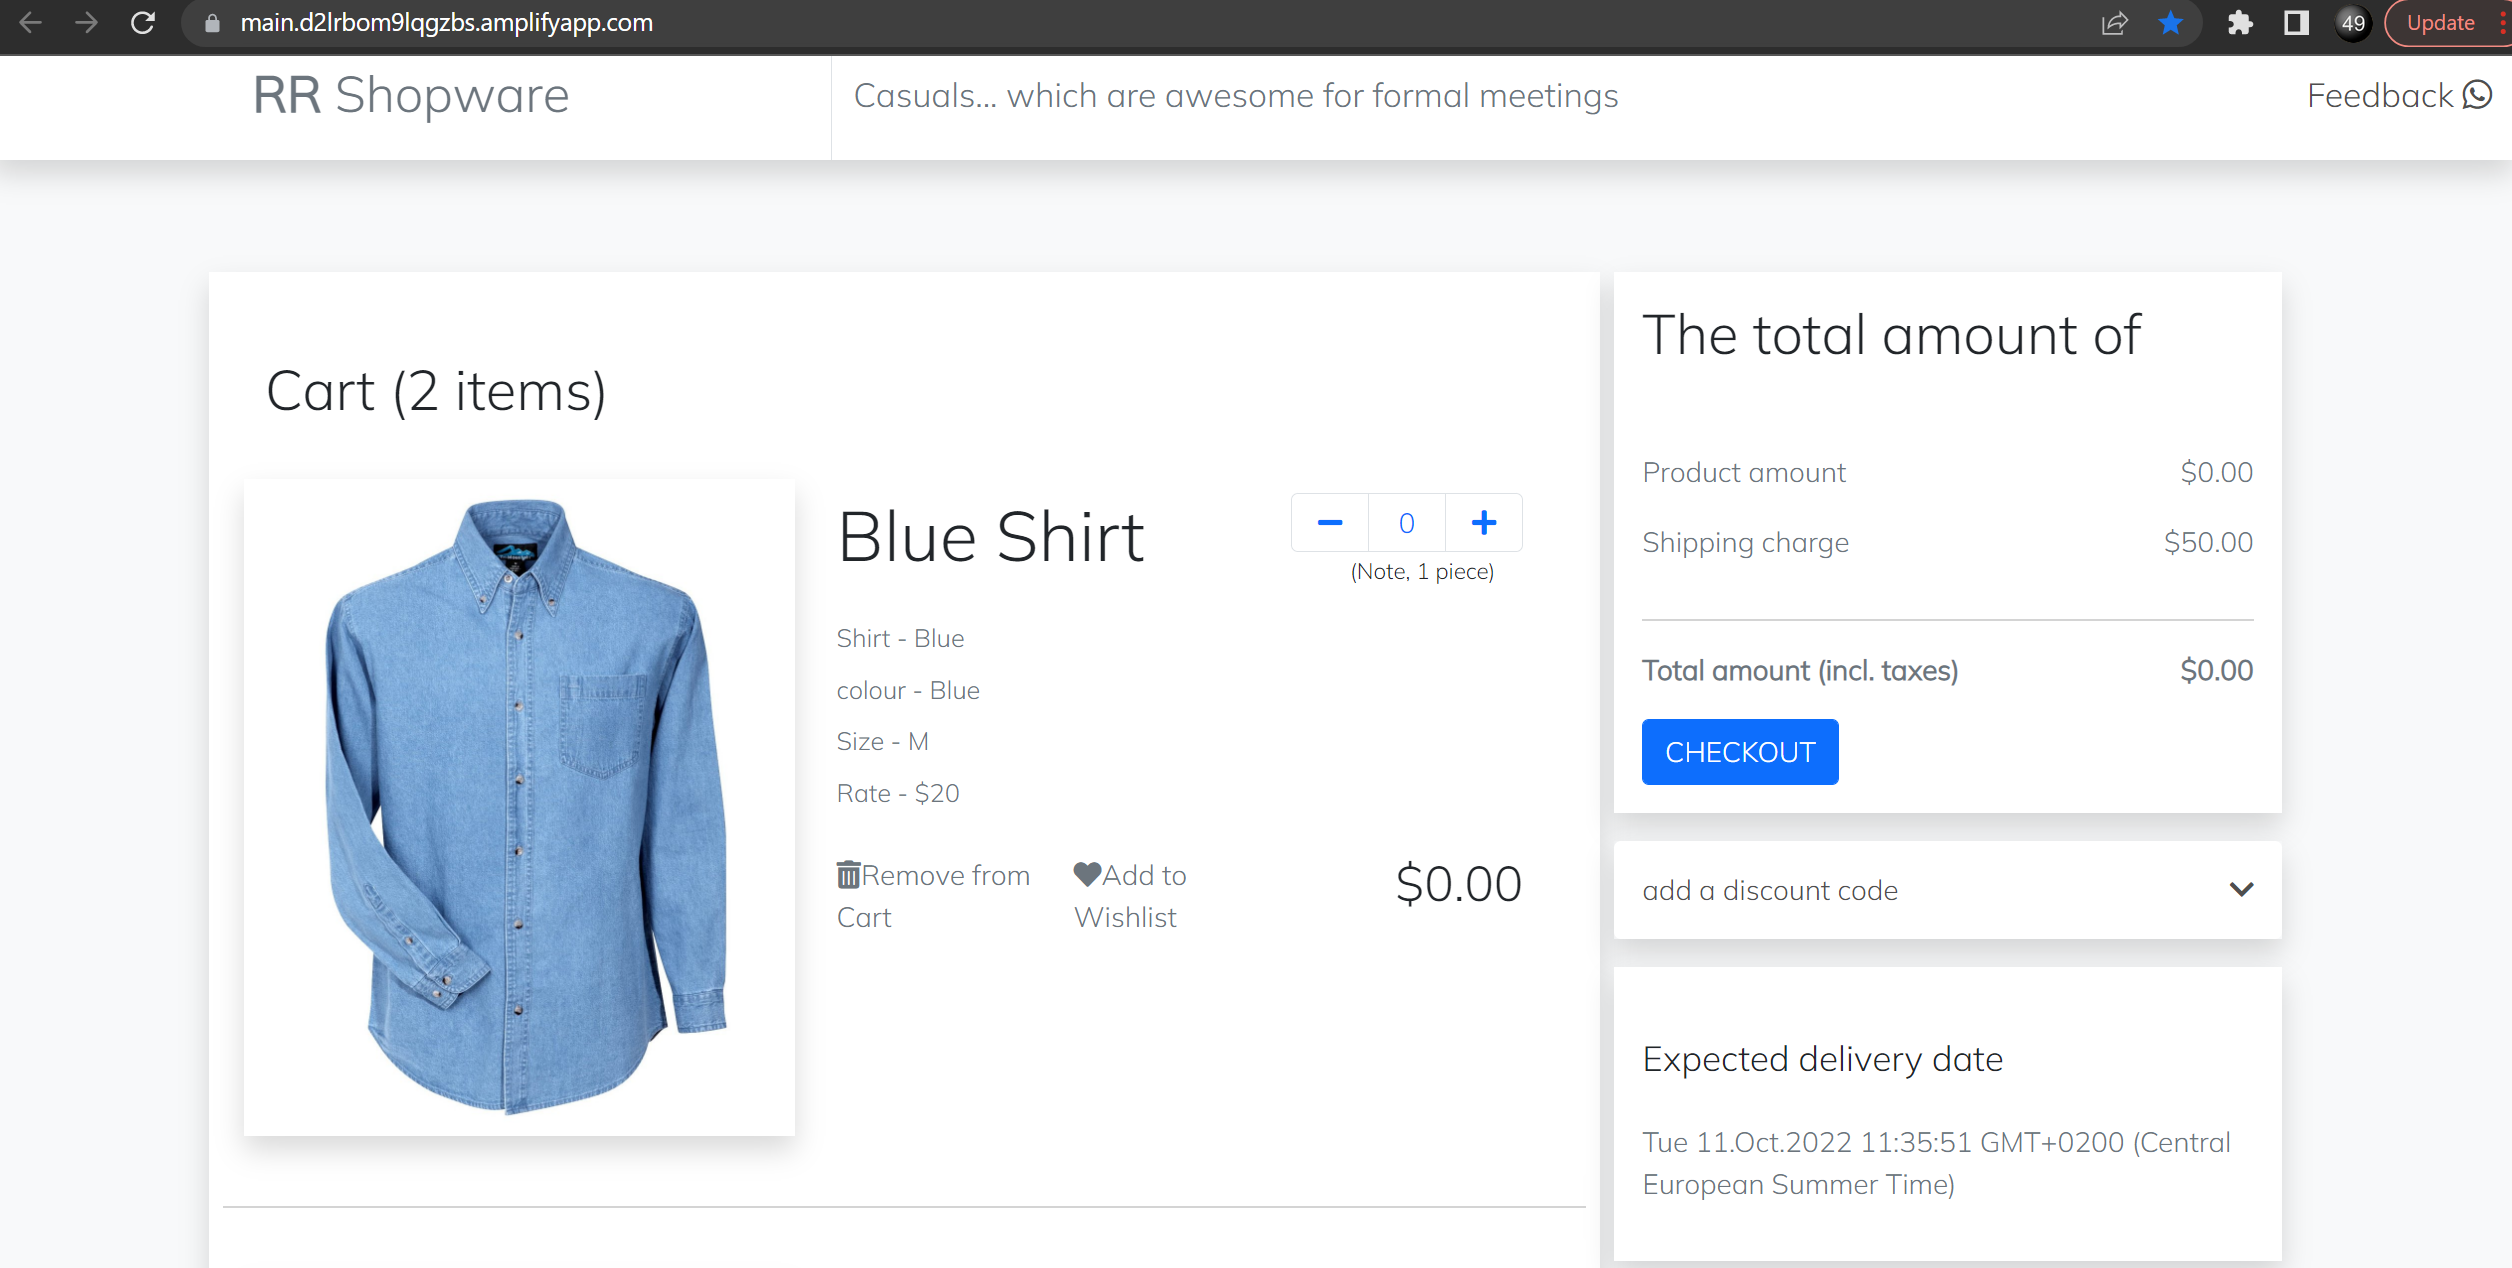 main.d2lrbom9lqgzbs.amplifyapp.com
49
Update
RR Shopware
Casuals... which are awesome for formal meetings
Feedback
Cart (2 items)
Blue Shirt
0
(Note, 1 piece)
Shirt - Blue
colour - Blue
Size - M
Rate - $20
Remove from
Cart
Add to
Wishlist
$0.00
The total amount of
Product amount $0.00
Shipping charge $50.00
Total amount (incl. taxes) $0.00
CHECKOUT
add a discount code
Expected delivery date
Tue 11.Oct.2022 11:35:51 GMT+0200 (Central
European Summer Time)